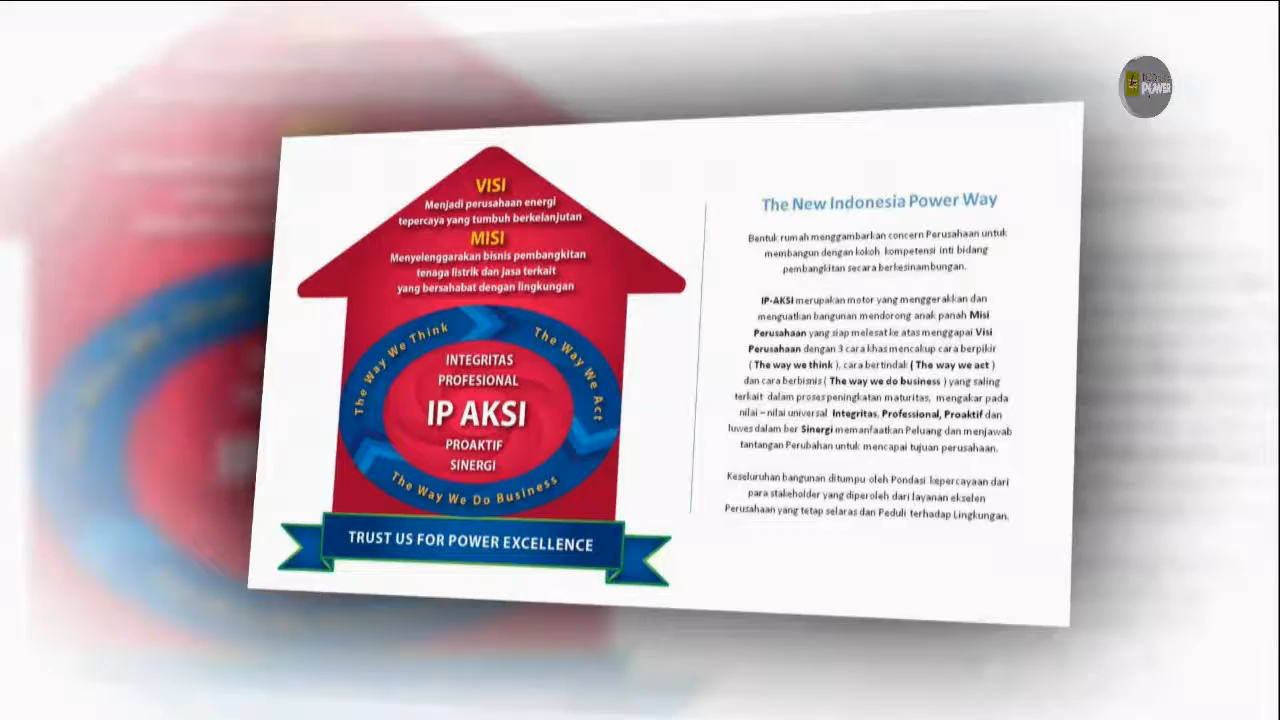 VISI
Menjadi perusahaan energi
tepercaya yang tumbuh berkelanjutan
MISI
Menyelenggarakan bisnis pembangkitan
tenaga listrik dan jasa terkait
yang bersahabat dengan lingkungan
The Way We Think
The Way We Act
INTEGRITAS
PROFESIONAL
IP AKSI
PROAKTIF
SINERGI
The Way We Do Business
TRUST US FOR POWER EXCELLENCE
The New Indonesia Power Way
Bentuk rumah menggambarkan concern Perusahaan untuk
membangun dengan kokoh kompetensi inti bidang
pembangkitan secara berkesinambungan.
IP-AKSI merupakan motor yang menggerakkan dan
menguatkan bangunan mendorong anak panah Misi
Perusahaan yang siap melesat ke atas menggapai Visi
Perusahaan dengan 3 cara khas mencakup cara berpikir
( The way we think ), cara bertindak ( The way we act )
dan cara berbisnis ( The way we do business ) yang saling
terkait dalam proses peningkatan maturitas, mengakar pada
nilai – nilai universal Integritas, Professional, Proaktif dan
luwes dalam ber Sinergi memanfaatkan Peluang dan menjawab
tantangan Perubahan untuk mencapai tujuan perusahaan.
Keseluruhan bangunan ditumpu oleh Pondasi kepercayaan dari
para stakeholder yang diperoleh dari layanan ekselen
Perusahaan yang tetap selaras dan Peduli terhadap Lingkungan.
POWER